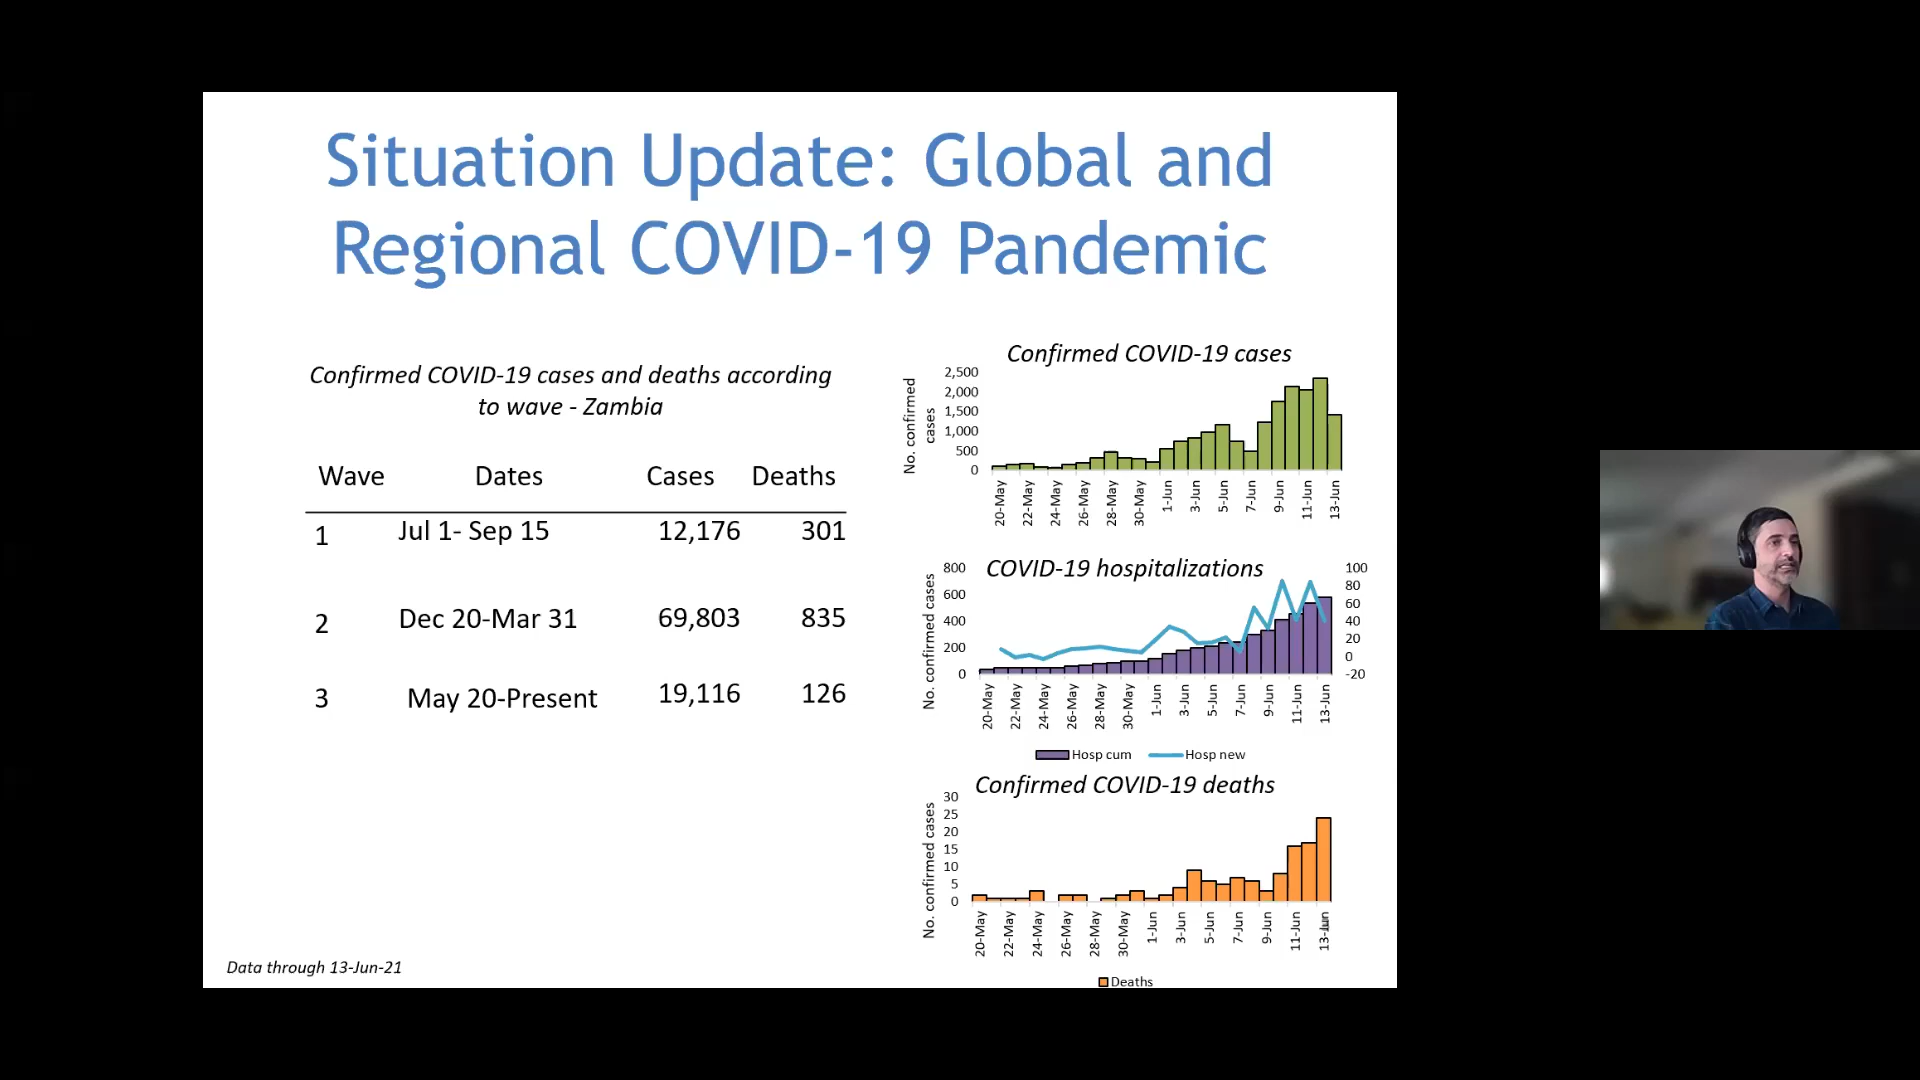 Situation Update: Global and
Regional COVID-19 Pandemic
Confirmed COVID-19 cases and deaths according
to wave - Zambia
Wave Dates Cases Deaths
1 Jul 1- Sep 15 12,176 301
2 Dec 20-Mar 31 69,803 835
3 May 20-Present 19,116 126
Data through 13-Jun-21
Confirmed COVID-19 cases
No. confirmed
cases
2,500
2,000
1,500
1,000
500
0
20-May 22-May 24-May 26-May 28-May 30-May 1-Jun 3-Jun 5-Jun 7-Jun 9-Jun 11-Jun 13-Jun
COVID-19 hospitalizations
No. confirmed cases
800
600
400
200
0
100
80
60
40
20
0
-20
20-May 22-May 24-May 26-May 28-May 30-May 1-Jun 3-Jun 5-Jun 7-Jun 9-Jun 11-Jun 13-Jun
Hosp cum Hosp new
Confirmed COVID-19 deaths
No. confirmed cases
30
25
20
15
10
5
0
20-May 22-May 24-May 26-May 28-May 30-May 1-Jun 3-Jun 5-Jun 7-Jun 9-Jun 11-Jun 13-Jun
Deaths